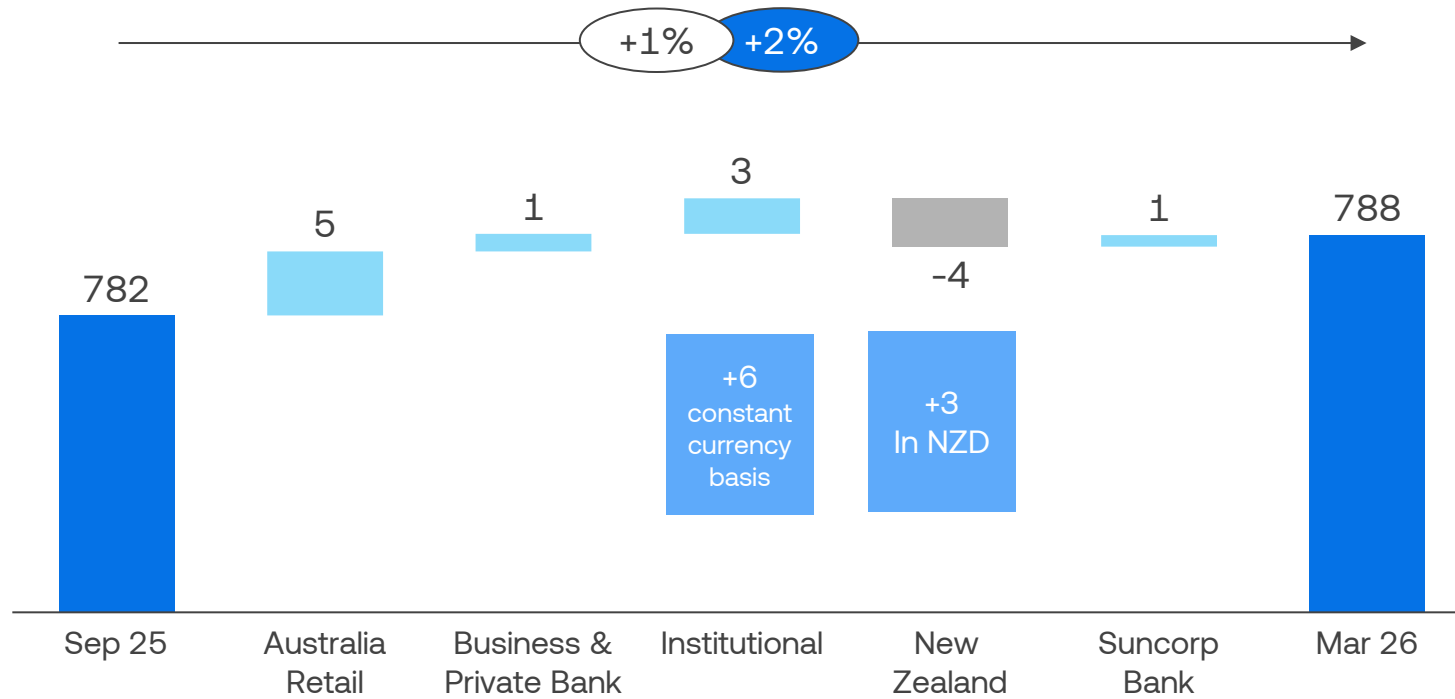 +1%
+2%
782
5
1
3
-4
1
788
+6
constant
currency
basis
+3
In NZD
Sep 25
Australia
Retail
Business &
Private Bank
Institutional
New
Zealand
Suncorp
Bank
Mar 26